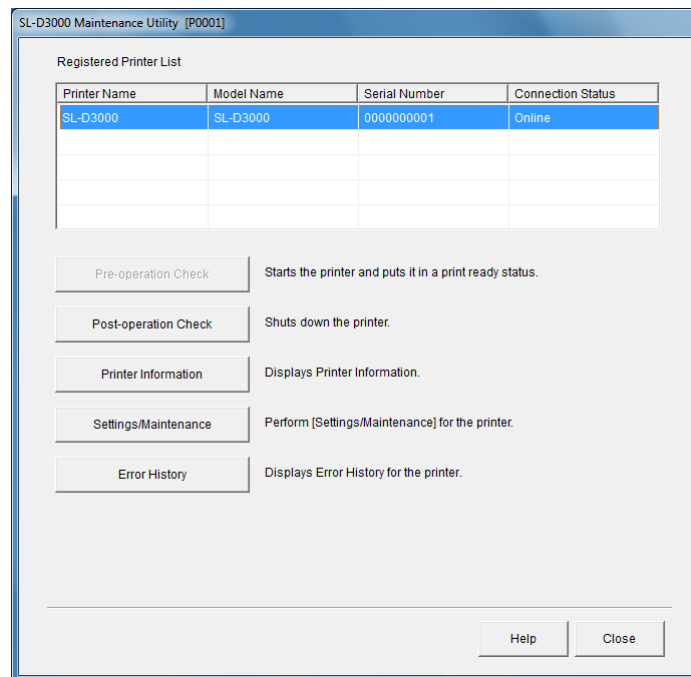 SL-D3000 Maintenance Utility [P0001]
Registered Printer List
Printer Name Model Name Serial Number Connection Status
SL-D3000 SL-D3000 0000000001 Online
Pre-operation Check Starts the printer and puts it in a print ready status.
Post-operation Check Shuts down the printer.
Printer Information Displays Printer Information.
Settings/Maintenance Perform [Settings/Maintenance] for the printer.
Error History Displays Error History for the printer.
Help Close